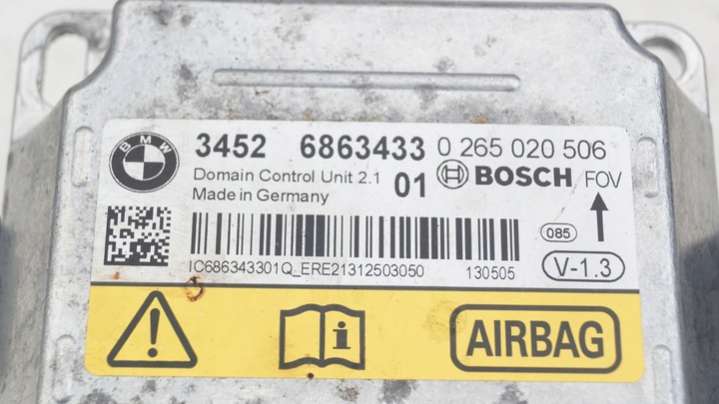 BMW
3452 6863433 0 265 020 506
Domain Control Unit 2.1 01 BOSCH FOV
Made in Germany
085
IC686343301Q_ERE21312503050 130505
V-1.3
AIRBAG